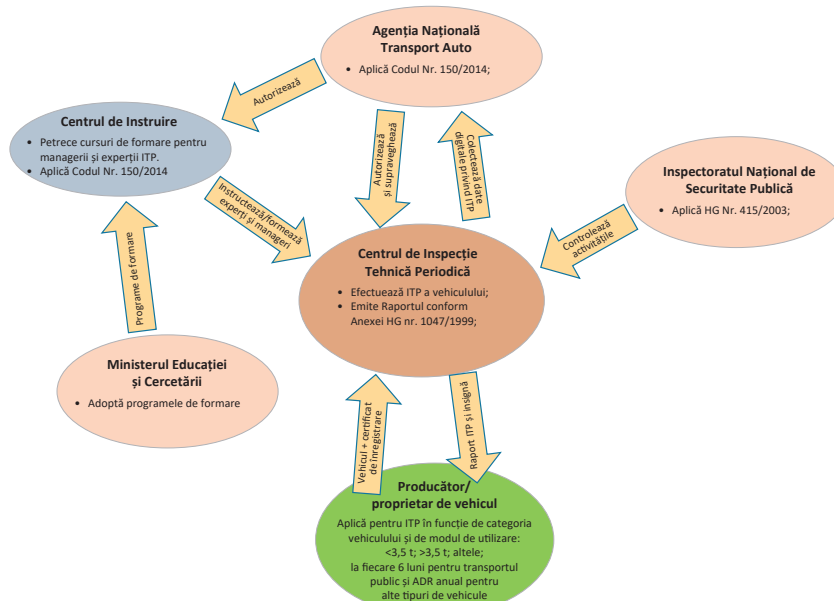 Agenția Națională
Transport Auto
• Aplică Codul Nr. 150/2014;
Autorizează
Centrul de Instruire
• Petrece cursuri de formare pentru
managerii și experții ITP.
• Aplică Codul Nr. 150/2014
Autorizează
și supraveghează
Colectează date
digitale privind ITP
Inspectoratul Național de
Securitate Publică
• Aplică HG Nr. 415/2003;
Instructează/formează
experți și manageri
Controlează
activitățile
Centrul de Inspecție
Tehnică Periodică
• Efectuează ITP a vehiculului;
• Emite Raportul conform
Anexei HG nr. 1047/1999;
Programe de formare
Ministerul Educației
și Cercetării
• Adoptă programele de formare
Vehicul + certificat
de înregistrare
Raport ITP și insignă
Producător/
proprietar de vehicul
Aplică pentru ITP în funcție de categoria
vehiculului și de modul de utilizare:
<3,5 t; >3,5 t; altele;
la fiecare 6 luni pentru transportul
public și ADR anual pentru
alte tipuri de vehicule